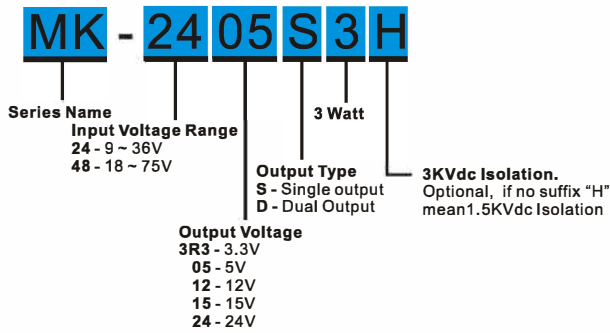 MK - 24 05 S 3 H
Series Name
Input Voltage Range
24 - 9 ~ 36V
48 - 18 ~ 75V
3 Watt
Output Type
S - Single output
D - Dual Output
3KVdc Isolation.
Optional, if no suffix “H”
mean1.5KVdc Isolation
Output Voltage
3R3 - 3.3V
05 - 5V
12 - 12V
15 - 15V
24 - 24V